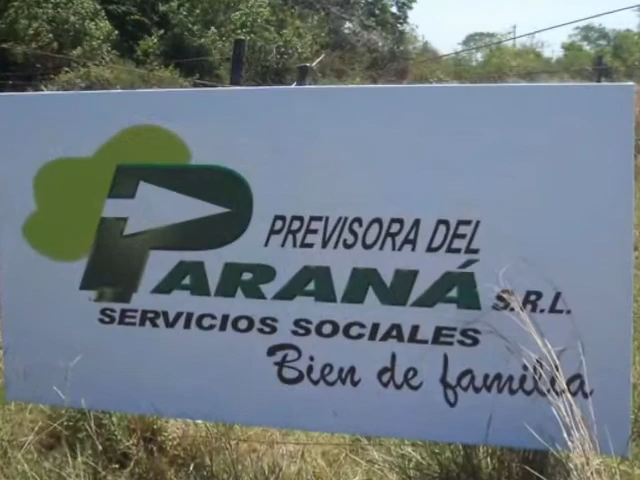 PREVISORA DEL
PARANÁ S.R.L.
SERVICIOS SOCIALES
Bien de familia